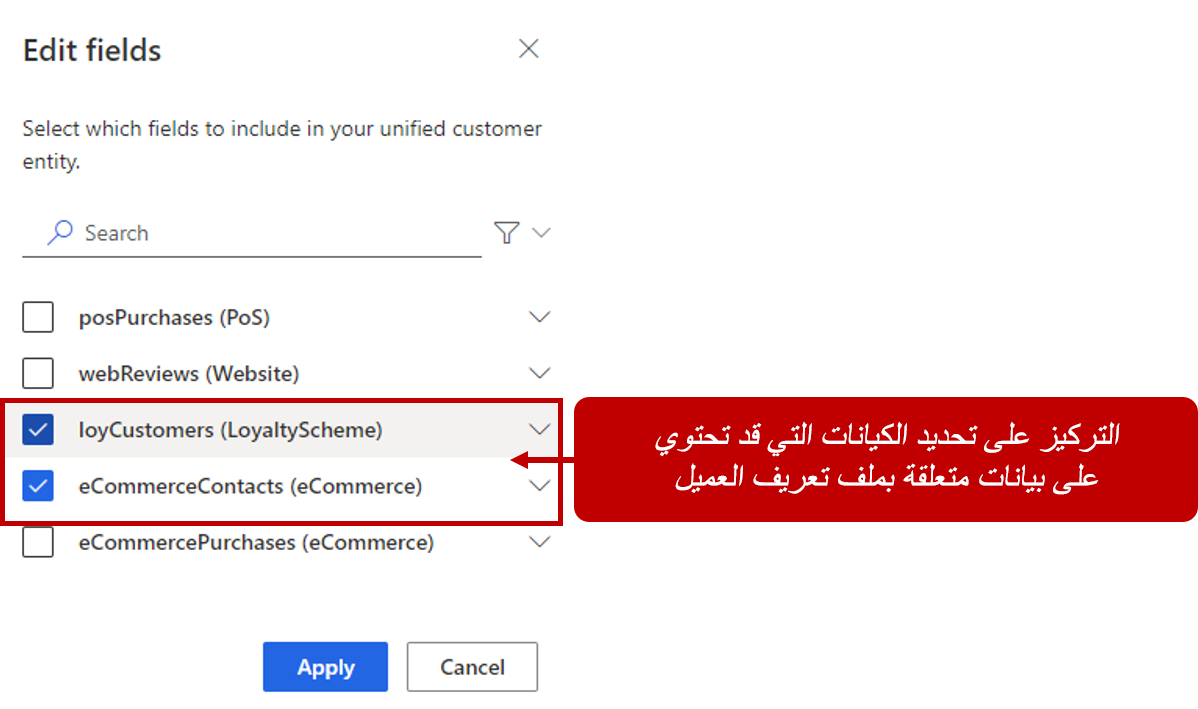 Edit fields
Select which fields to include in your unified customer
entity.
Search
posPurchases (PoS)
webReviews (Website)
loyCustomers (LoyaltyScheme)
eCommerceContacts (eCommerce)
eCommercePurchases (eCommerce)
التركيز على تحديد الكيانات التي قد تحتوي
على بيانات متعلقة بملف تعريف العميل
Apply
Cancel